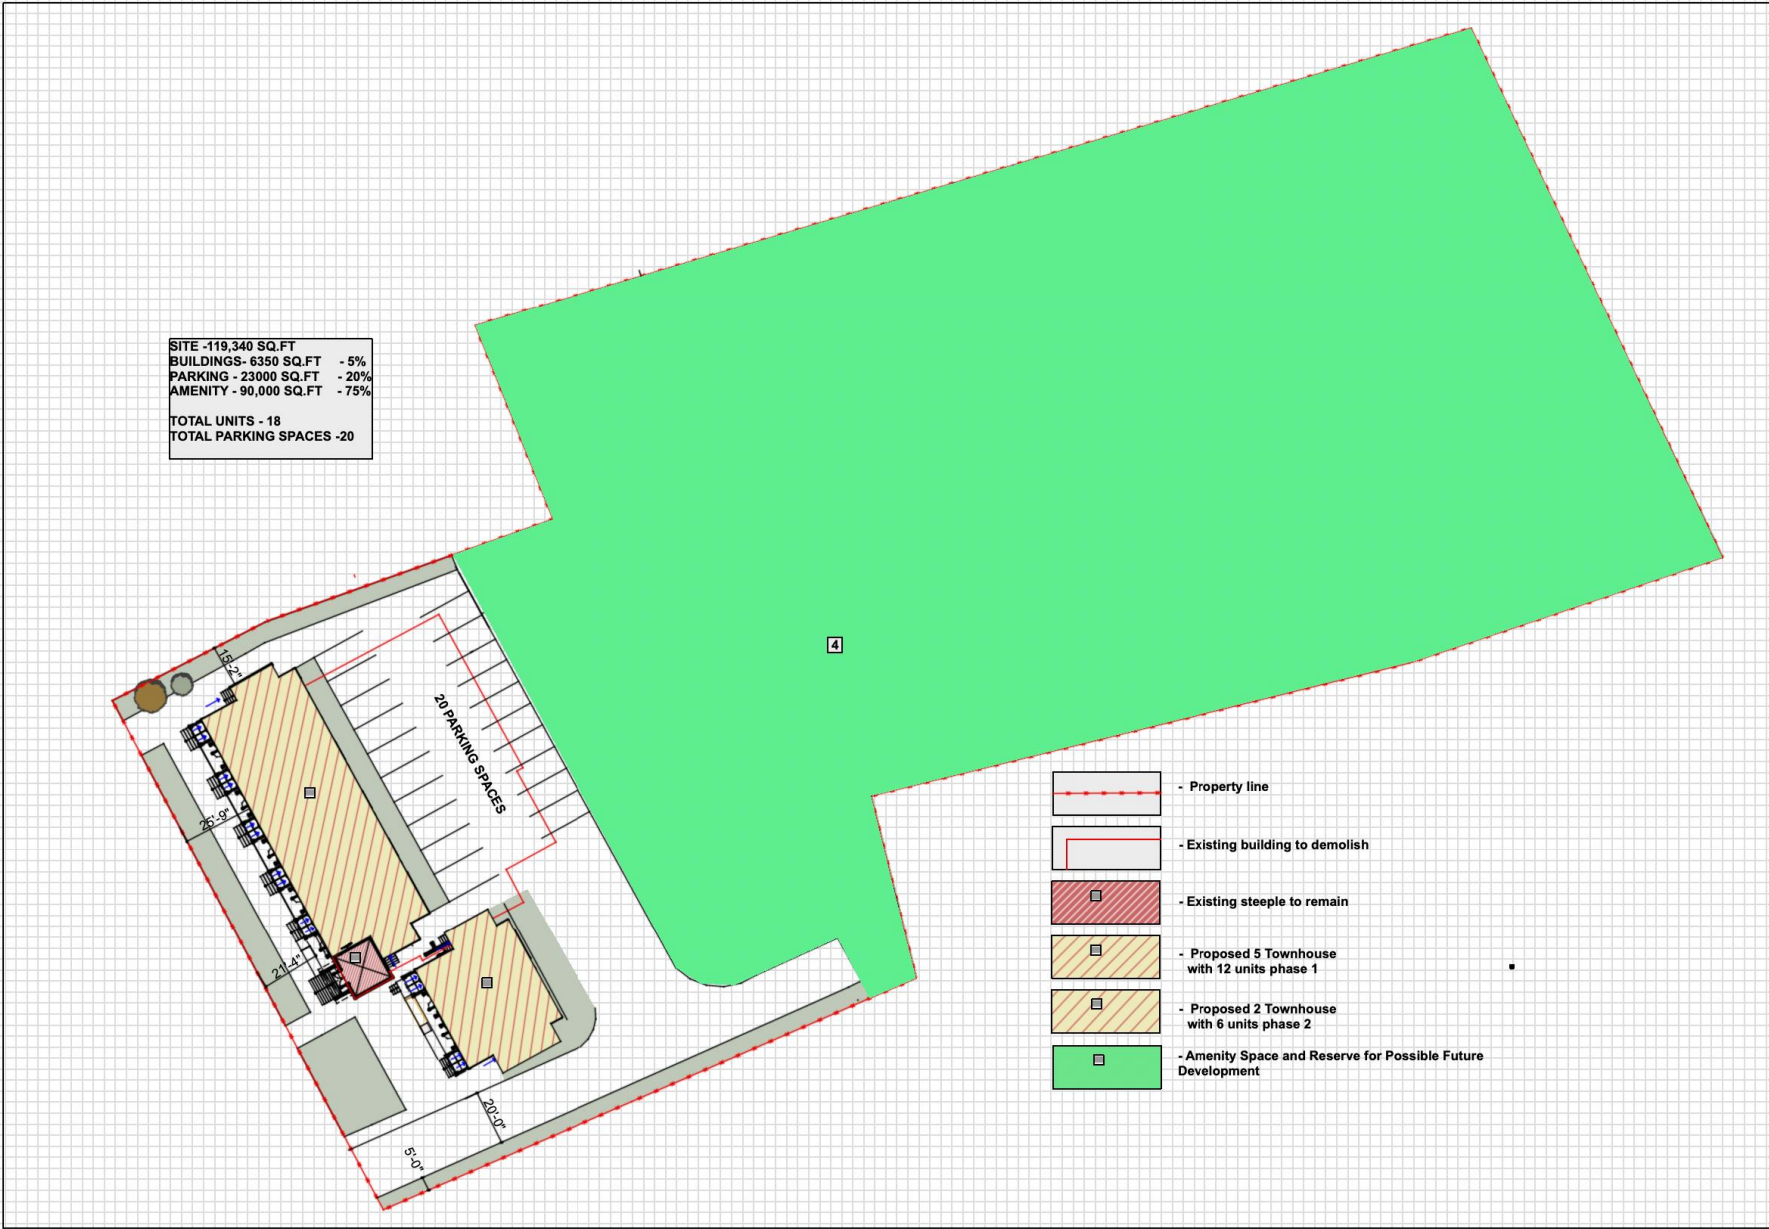 SITE -119,340 SQ.FT
BUILDINGS- 6350 SQ.FT - 5%
PARKING - 23000 SQ.FT - 20%
AMENITY - 90,000 SQ.FT - 75%
TOTAL UNITS - 18
TOTAL PARKING SPACES -20
4
15'-2"
20 PARKING SPACES
25'-9"
21'-4"
20'-0"
5'-0"
- Property line
- Existing building to demolish
- Existing steeple to remain
- Proposed 5 Townhouse
with 12 units phase 1
- Proposed 2 Townhouse
with 6 units phase 2
- Amenity Space and Reserve for Possible Future
Development